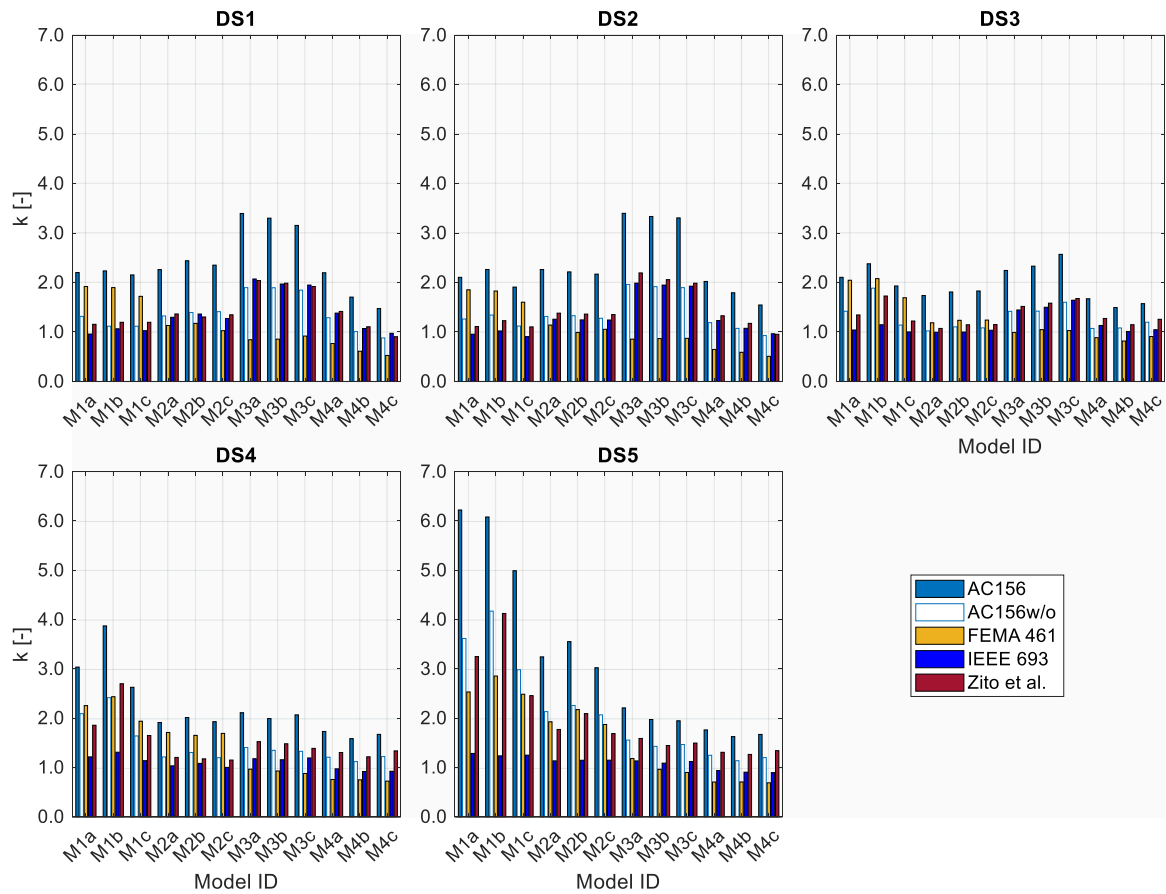 DS1
7.0
6.0
5.0
4.0
3.0
2.0
1.0
0.0
k [-]
M1a
M1b
M1c
M2a
M2b
M2c
M3a
M3b
M3c
M4a
M4b
M4c
DS2
7.0
6.0
5.0
4.0
3.0
2.0
1.0
0.0
M1a
M1b
M1c
M2a
M2b
M2c
M3a
M3b
M3c
M4a
M4b
M4c
DS3
7.0
6.0
5.0
4.0
3.0
2.0
1.0
0.0
M1a
M1b
M1c
M2a
M2b
M2c
M3a
M3b
M3c
M4a
M4b
M4c
Model ID
DS4
7.0
6.0
5.0
4.0
3.0
2.0
1.0
0.0
k [-]
M1a
M1b
M1c
M2a
M2b
M2c
M3a
M3b
M3c
M4a
M4b
M4c
Model ID
DS5
7.0
6.0
5.0
4.0
3.0
2.0
1.0
0.0
M1a
M1b
M1c
M2a
M2b
M2c
M3a
M3b
M3c
M4a
M4b
M4c
Model ID
AC156
AC156w/o
FEMA 461
IEEE 693
Zito et al.